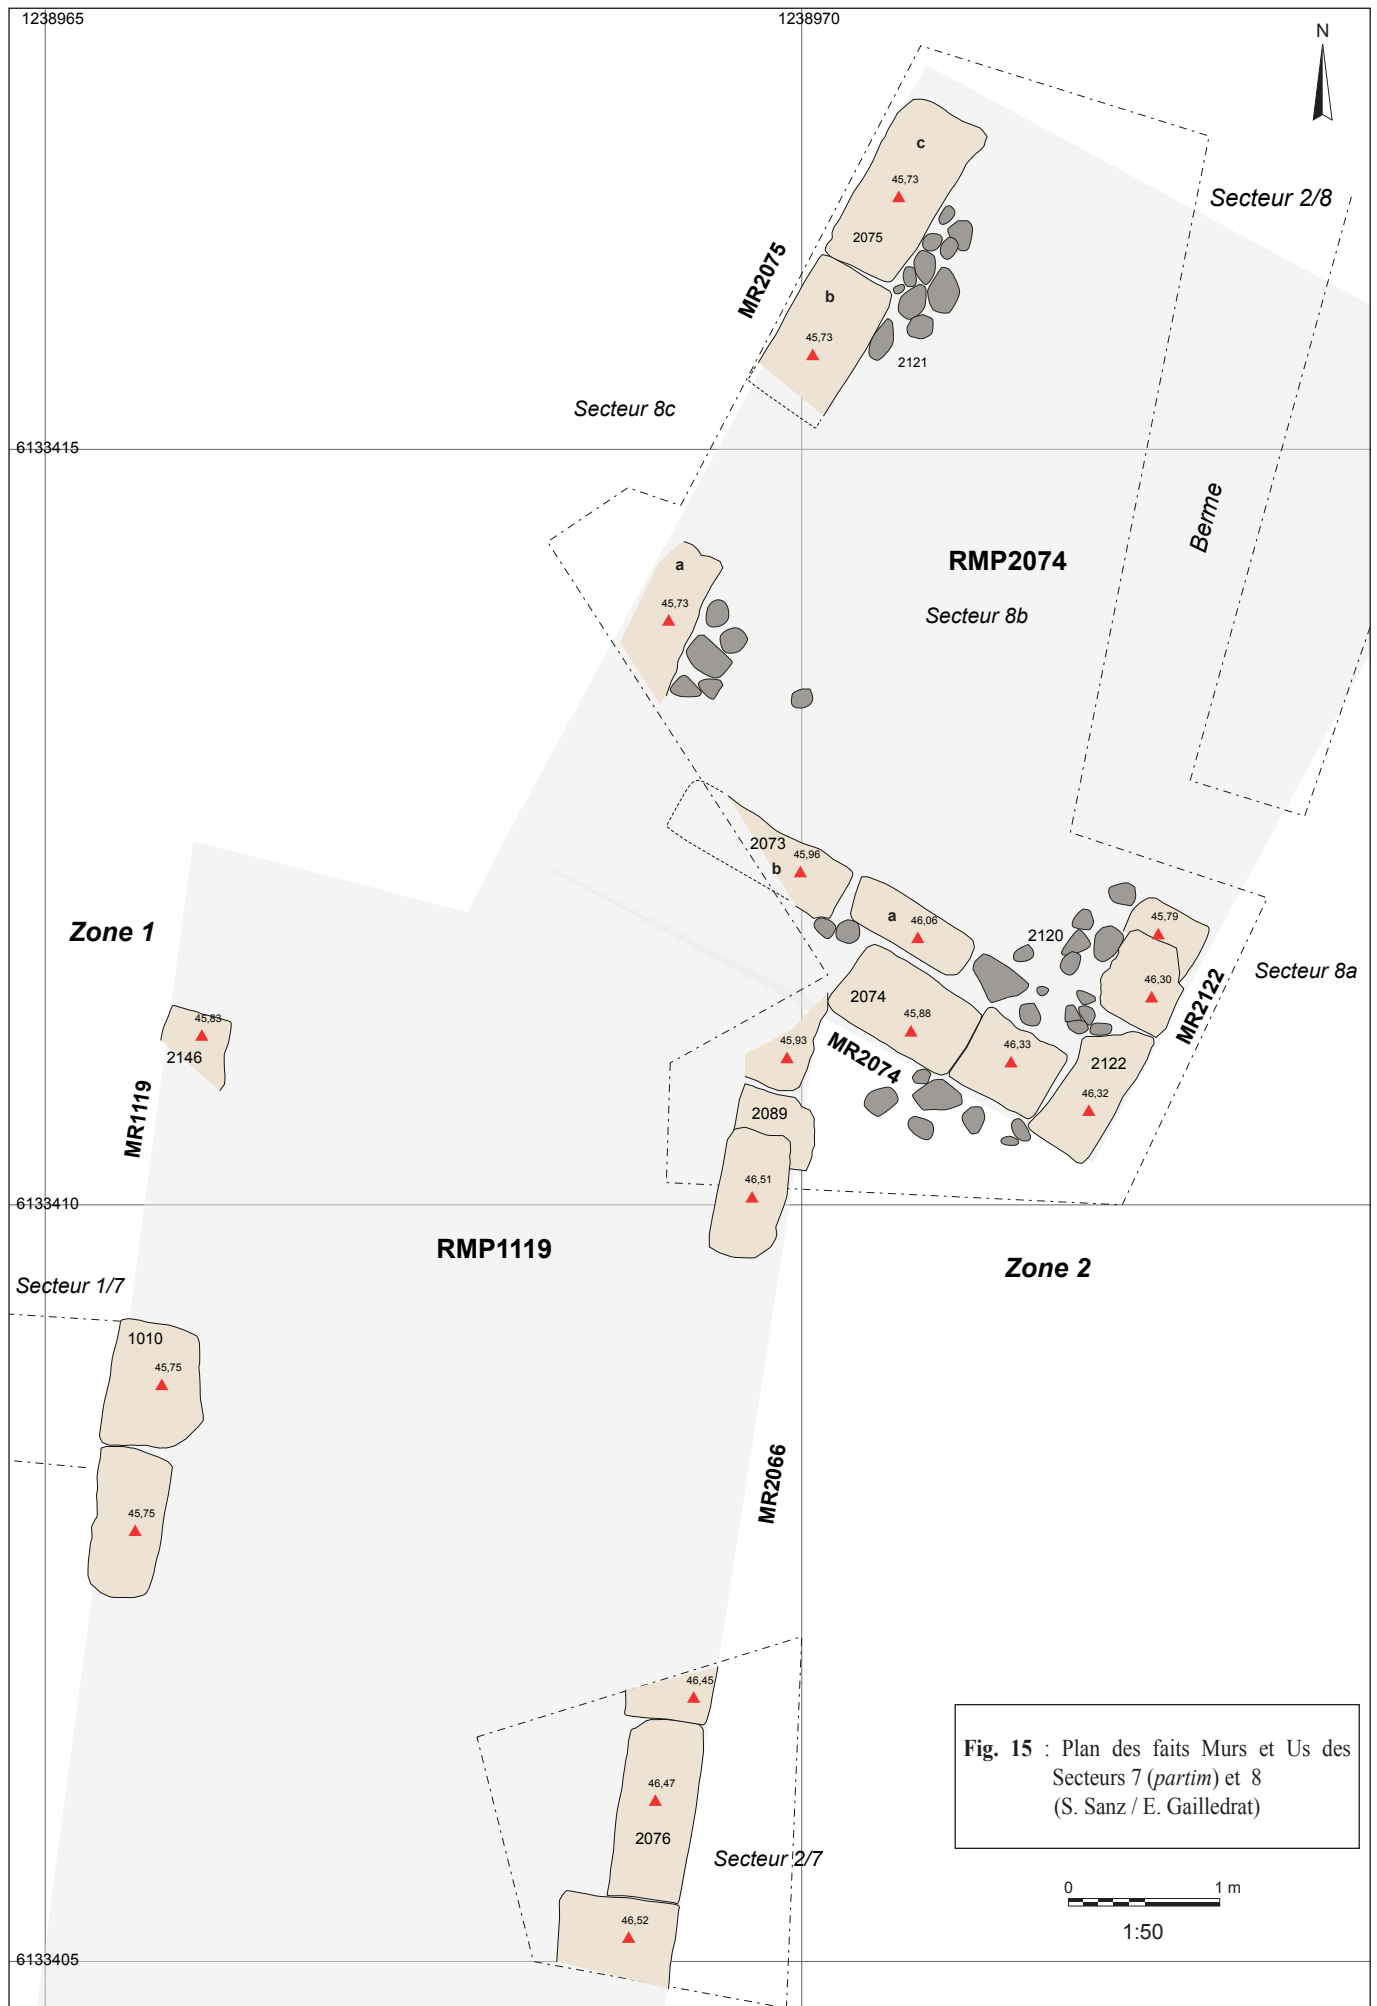 1238965
1238970
N
c
45,73
Secteur 2/8
2075
MR2075
b
45,73
2121
Secteur 8c
6133415
Berme
RMP2074
a
45,73
Secteur 8b
2073
45,96
b
a
46,06
45,79
2120
Zone 1
Secteur 8a
46,30
MR2122
2074
45,88
45,83
45,93
46,33
2146
MR2074
2122
MR1119
2089
46,32
46,51
6133410
RMP1119
Zone 2
Secteur 1/7
1010
45,75
MR2066
45,75
46,45
Fig. 15 : Plan des faits Murs et Us des
Secteurs 7 (partim) et 8
(S. Sanz / E. Gailledrat)
46,47
2076
Secteur 2/7
0 1 m
46,52
1:50
6133405